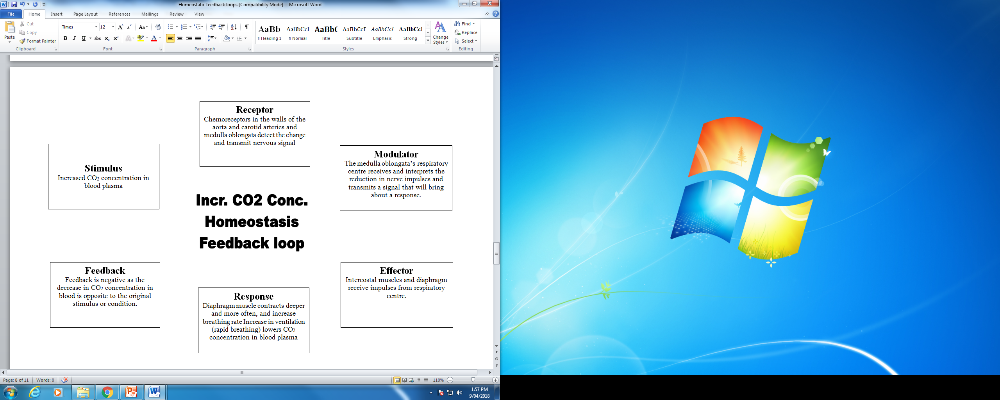 Homeostatic feedback loops [Compatibility Mode] - Microsoft Word
File Home Insert Page Layout References Mailings Review View
Paste
Cut
Copy
Format Painter
Clipboard
Times 12
Font
Paragraph
AaBb AaBbCcI AaBbC AaBbCcI AaBbCcI AaBbCcI
¶ Heading 1 ¶ Normal Title Subtitle Emphasis Strong
Change
Styles
Styles
Find
Replace
Select
Editing
Receptor
Chemoreceptors in the walls of the
aorta and carotid arteries and
medulla oblongata detect the change
and transmit nervous signal
Stimulus
Increased CO2 concentration in
blood plasma
Modulator
The medulla oblongata’s respiratory
centre receives and interprets the
reduction in nerve impulses and
transmits a signal that will bring
about a response.
Incr. CO2 Conc.
Homeostasis
Feedback loop
Feedback
Feedback is negative as the
decrease in CO2 concentration in
blood is opposite to the original
stimulus or condition.
Effector
Intercostal muscles and diaphragm
receive impulses from respiratory
centre.
Response
Diaphragm muscle contracts deeper
and more often, and increase
breathing rate Increase in ventilation
(rapid breathing) lowers CO2
concentration in blood plasma
Page: 8 of 11 Words: 0 110%
1:57 PM
9/04/2018